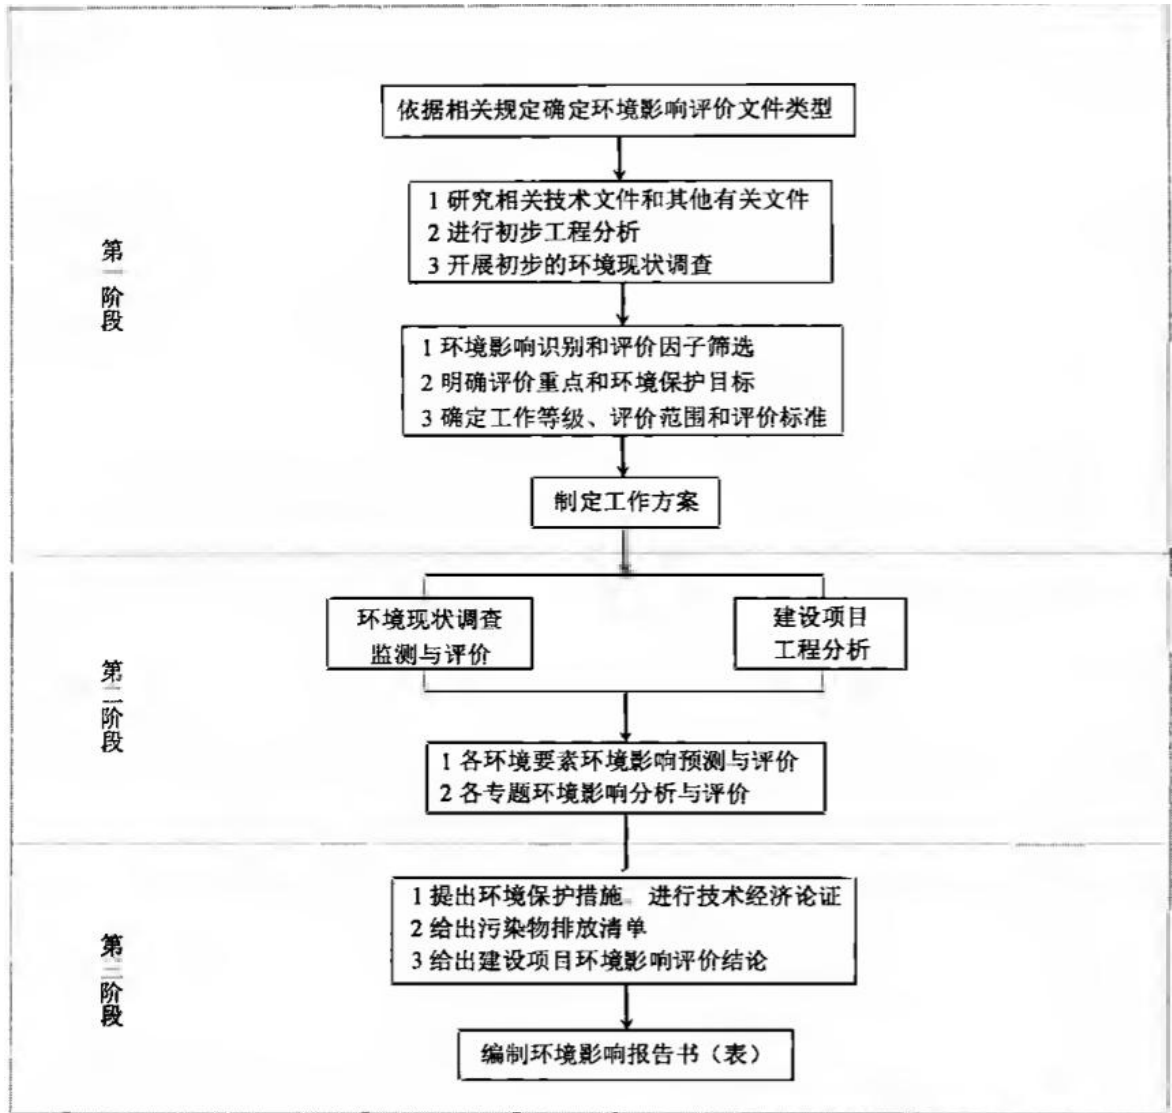 依据相关规定确定环境影响评价文件类型
1 研究相关技术文件和其他有关文件
2 进行初步工程分析
3 开展初步的环境现状调查
第一阶段
1 环境影响识别和评价因子筛选
2 明确评价重点和环境保护目标
3 确定工作等级、评价范围和评价标准
制定工作方案
环境现状调查
监测与评价
建设项目
工程分析
第二阶段
1 各环境要素环境影响预测与评价
2 各专题环境影响分析与评价
1 提出环境保护措施，进行技术经济论证
2 给出污染物排放清单
3 给出建设项目环境影响评价结论
第三阶段
编制环境影响报告书（表）